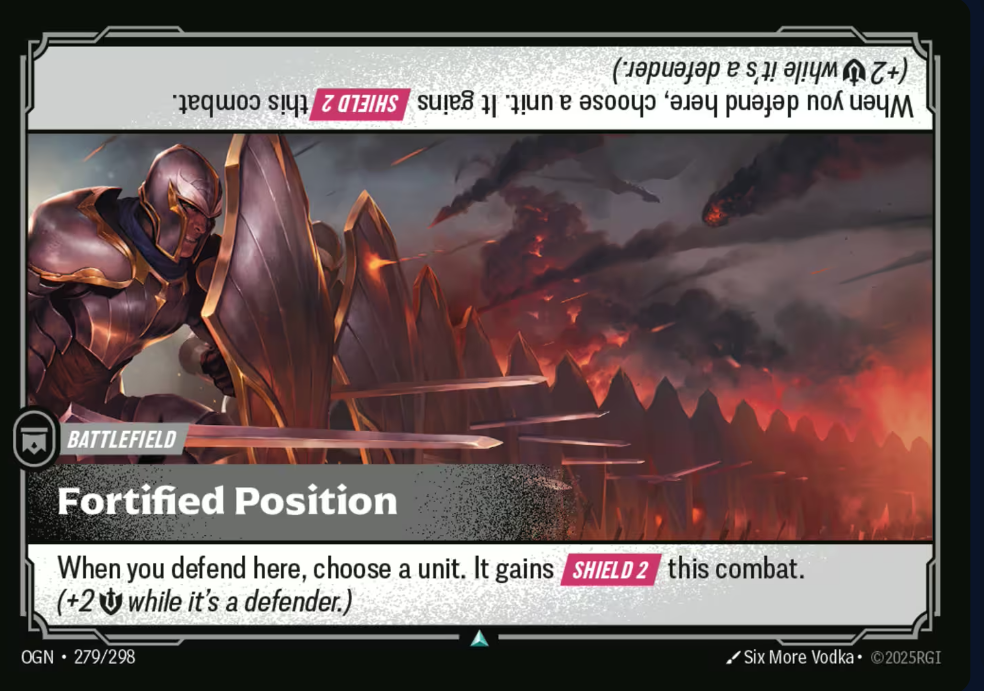 When you defend here, choose a unit. It gains SHIELD 2 this combat.
(+2 while it's a defender.)
BATTLEFIELD
Fortified Position
When you defend here, choose a unit. It gains SHIELD 2 this combat.
(+2 while it's a defender.)
OGN • 279/298
Six More Vodka • ©2025RGI